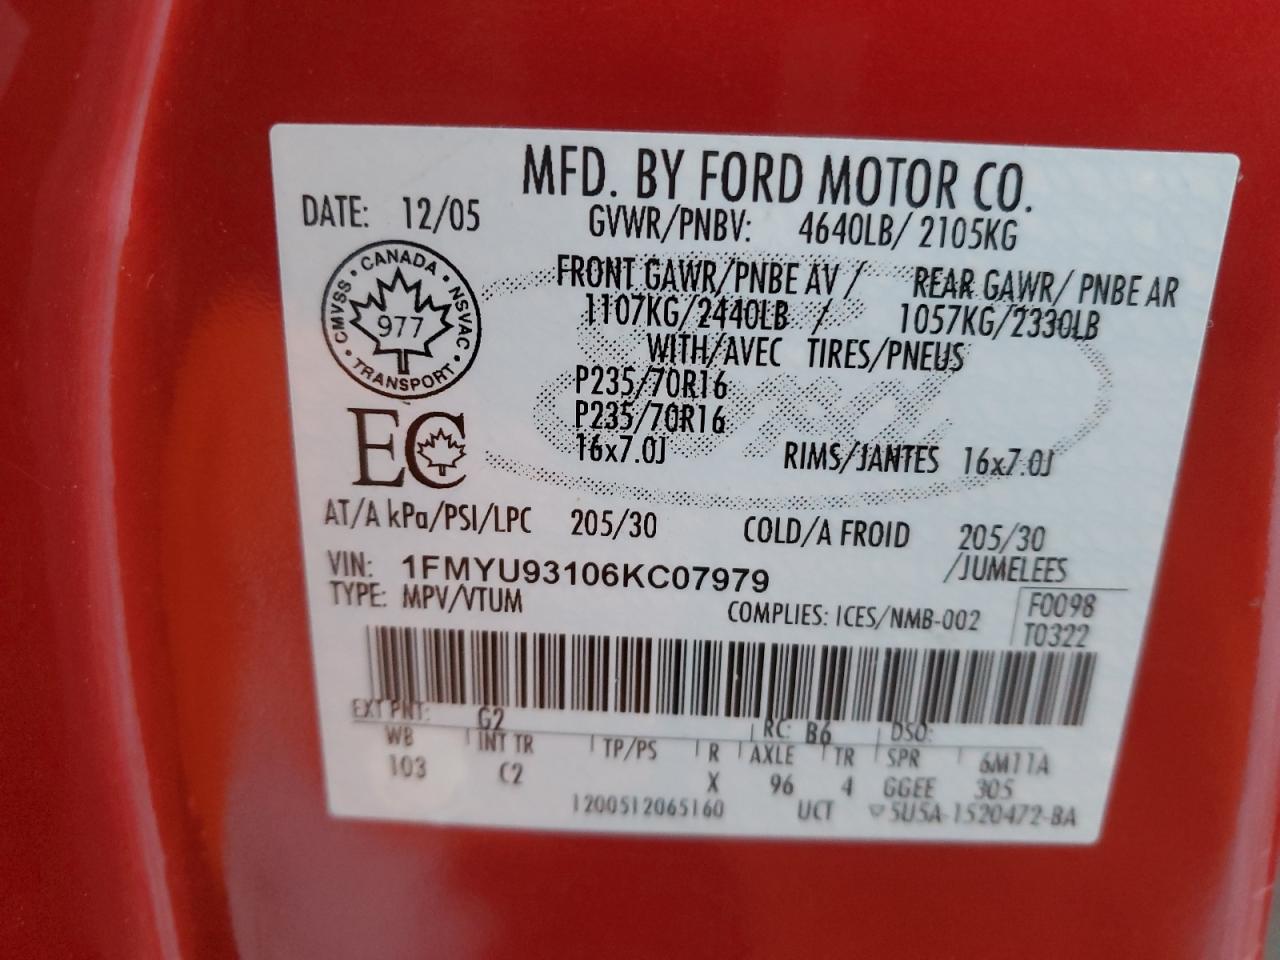 MFD. BY FORD MOTOR CO.
DATE: 12/05 GVWR/PNBV: 4640LB/ 2105KG
CMVSS • CANADA • NSVAC • TRANSPORT •
977
FRONT GAWR/PNBE AV / REAR GAWR/ PNBE AR
1107KG/2440LB / 1057KG/2330LB
WITH/AVEC TIRES/PNEUS
P235/70R16
P235/70R16
16x7.0J RIMS/JANTES 16x7.0J
EC
AT/A kPa/PSI/LPC 205/30 COLD/A FROID 205/30
VIN: 1FMYU93106KC07979 /JUMELEES
TYPE: MPV/VTUM COMPLIES: ICES/NMB-002 F0098
T0322
EXT PNT: G2 RC: B6 DSO:
WB INT TR TP/PS R AXLE TR SPR 6M11A
103 C2 X 96 4 GGEE 305
1200512065160 UCT ▽5U5A-1520472-BA